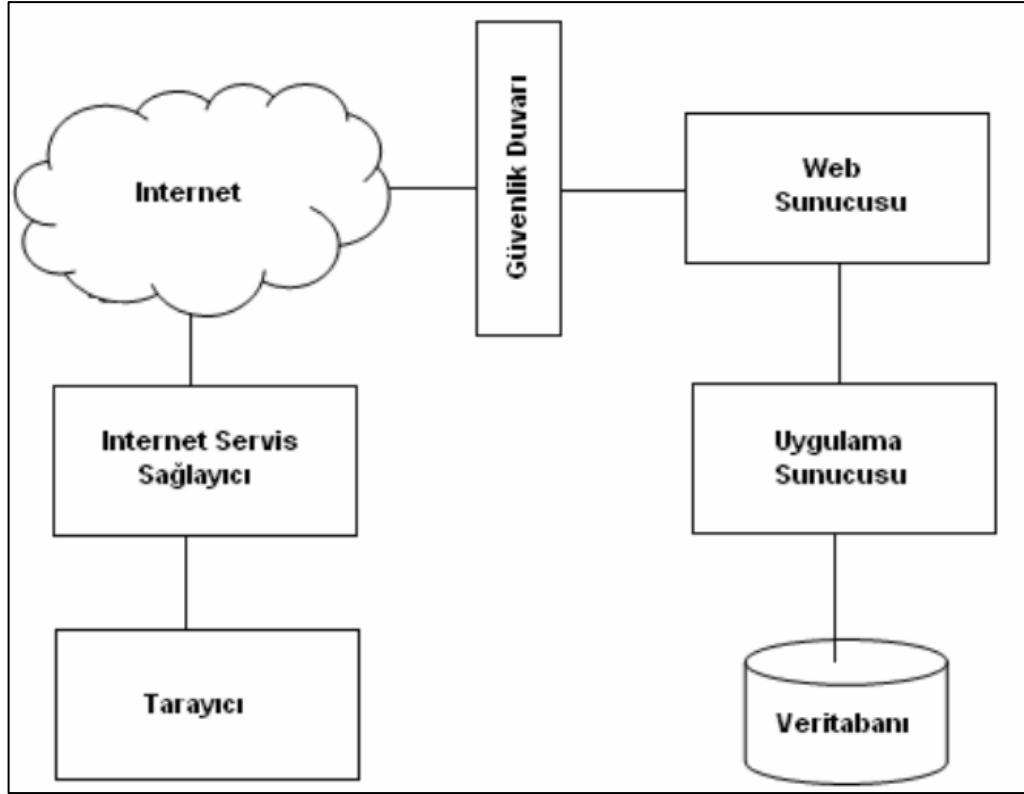 Internet
Güvenlik Duvarı
Web
Sunucusu
Internet Servis
Sağlayıcı
Uygulama
Sunucusu
Tarayıcı
Veritabanı